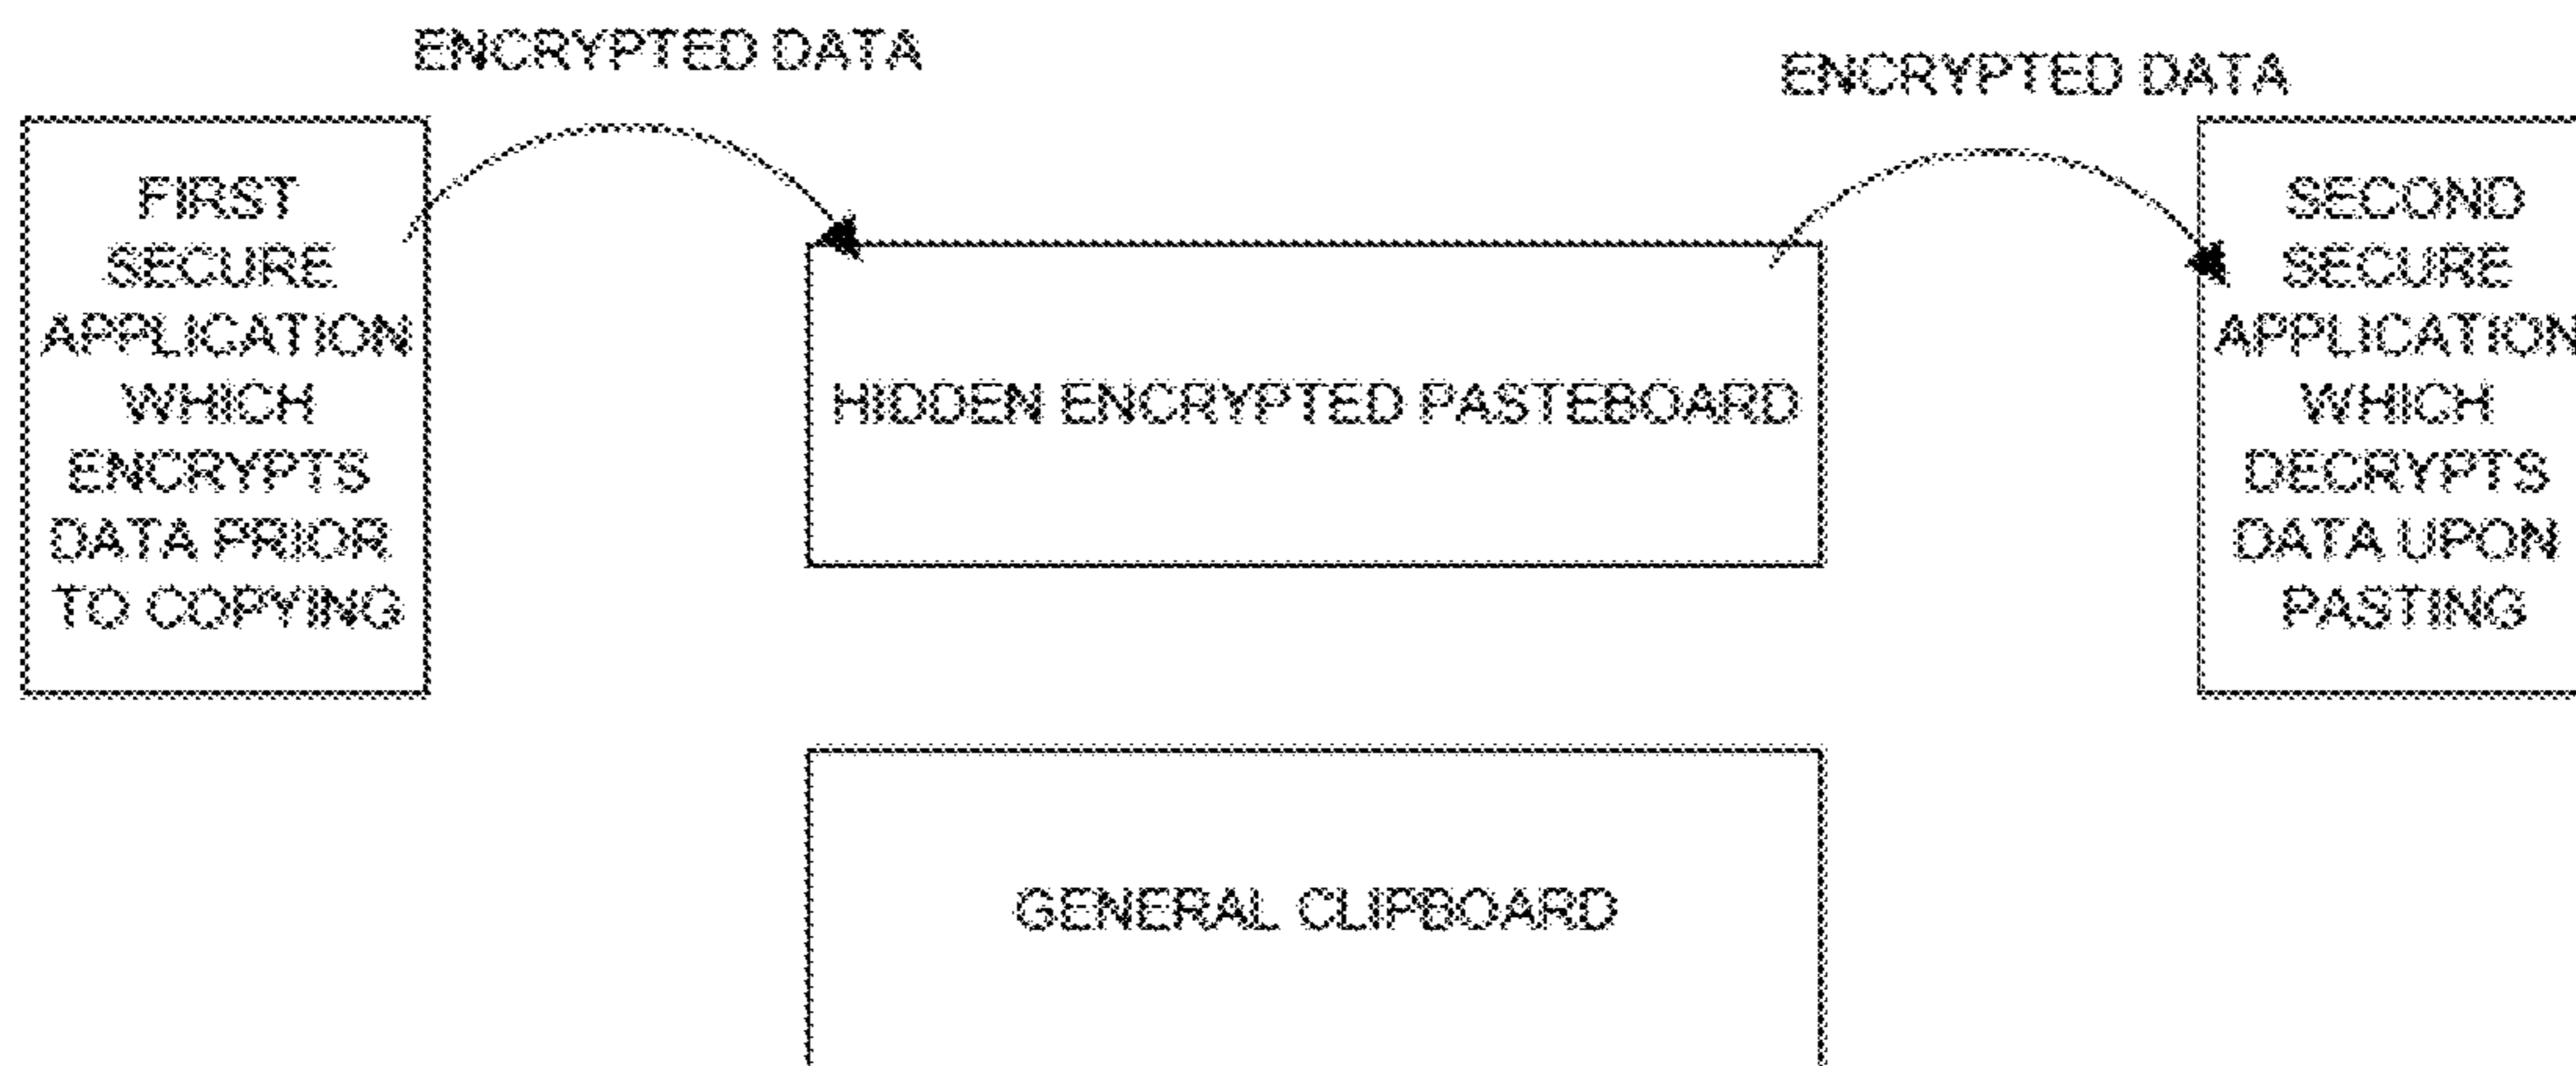 ENCRYPTED DATA
ENCRYPTED DATA
FIRST
SECURE
APPLICATION
WHICH
ENCRYPTS
DATA PRIOR
TO COPYING
HIDDEN ENCRYPTED PASTEBOARD
SECOND
SECURE
APPLICATION
WHICH
DECRYPTS
DATA UPON
PASTING
GENERAL CLIPBOARD